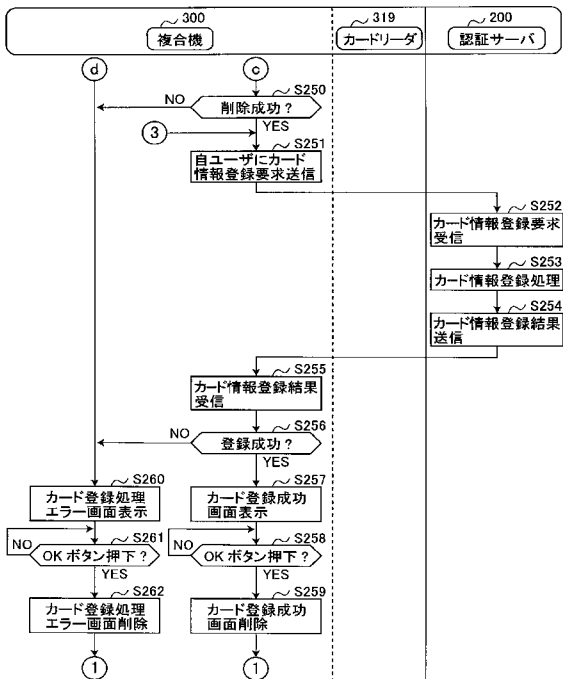 300
複合機
319
カードリーダ
200
認証サーバ
d
c
S250
削除成功？
NO
YES
3
S251
自ユーザにカード
情報登録要求送信
S252
カード情報登録要求
受信
S253
カード情報登録処理
S254
カード情報登録結果
送信
S255
カード情報登録結果
受信
S256
登録成功？
NO
YES
S260
カード登録処理
エラー画面表示
S257
カード登録成功
画面表示
S261
NO
OKボタン押下？
YES
S258
NO
OKボタン押下？
YES
S262
カード登録処理
エラー画面削除
S259
カード登録成功
画面削除
1
1